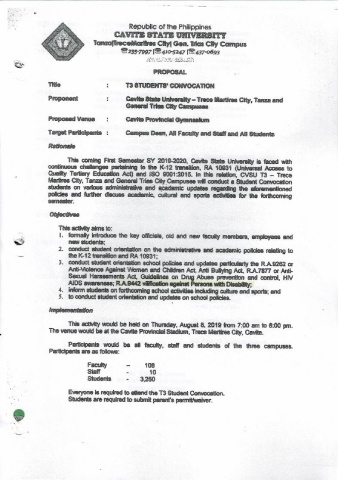 Republic of the Philippines
CAVITE STATE UNIVERSITY
Tanza|Trece Martires City| Gen. Trias City Campus
PROPOSAL
Title : T3 STUDENTS' CONVOCATION
Proponent : Cavite State University – Trece Martires City, Tanza and
General Trias City Campuses
Proposed Venue : Cavite Provincial Gymnasium
Target Participants : Campus Dean, All Faculty and Staff and All Students
Rationale
This coming First Semester SY 2019-2020, Cavite State University is faced with
continuous challenges pertaining to the K-12 transition, RA 10931 (Universal Access to
Quality Tertiary Education Act) and ISO 9001:2015. In this relation, CVSU T3 – Trece
Martires City, Tanza and General Trias City Campuses will conduct a Student Convocation
students on various administrative and academic updates regarding the aforementioned
policies and further discuss academic, cultural and sports activities for the forthcoming
semester.
Objectives
This activity aims to:
1. formally introduce the key officials, old and new faculty members, employees and
new students;
2. conduct student orientation on the administrative and academic policies relating to
the K-12 transition and RA 10931;
3. conduct student orientation school policies and updates particularly the R.A.9262 or
Anti-Violence Against Women and Children Act, Anti Bullying Act, R.A.7877 or Anti-
Sexual Harassments Act, Guidelines on Drug Abuse prevention and control, HIV
AIDS awareness; R.A.9442 vilification against Persons with Disability;
4. inform students on forthcoming school activities including culture and sports; and
5. to conduct student orientation and updates on school policies.
Implementation
This activity would be held on Thursday, August 8, 2019 from 7:00 am to 6:00 pm.
The venue would be at the Cavite Provincial Stadium, Trece Martires City, Cavite.
Participants would be all faculty, staff and students of the three campuses.
Participants are as follows:
Faculty – 108
Staff – 10
Students – 3,260
Everyone is required to attend the T3 Student Convocation.
Students are required to submit parent's permit/waiver.